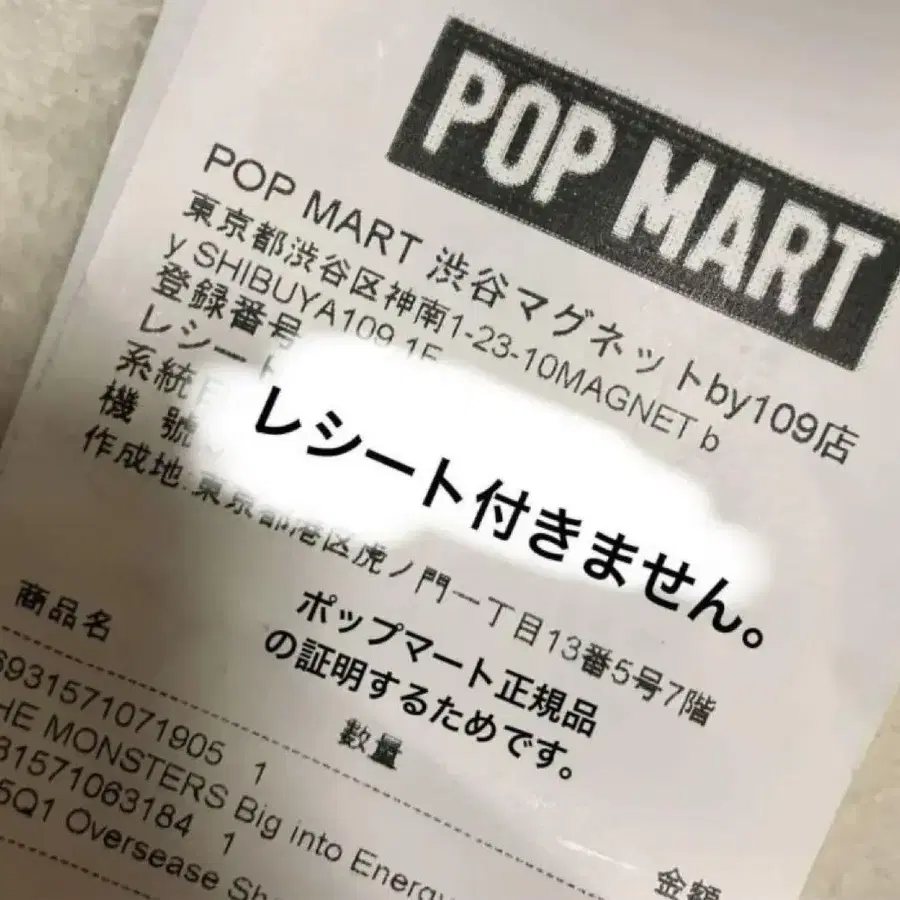 POP MART
POP MART 渋谷マグネットby109店
東京都渋谷区神南1-23-10MAGNET b
y SHIBUYA109 1F
登録番号
レシート
系統
機 號
作成地:東京都港区虎ノ門一丁目13番5号7階
レシート付きません。
ポップマート正規品
の証明するためです。
商品名 数量 金額
6931571071905 1
HE MONSTERS Big into Energy
31571063184 1
5Q1 Oversease Sh